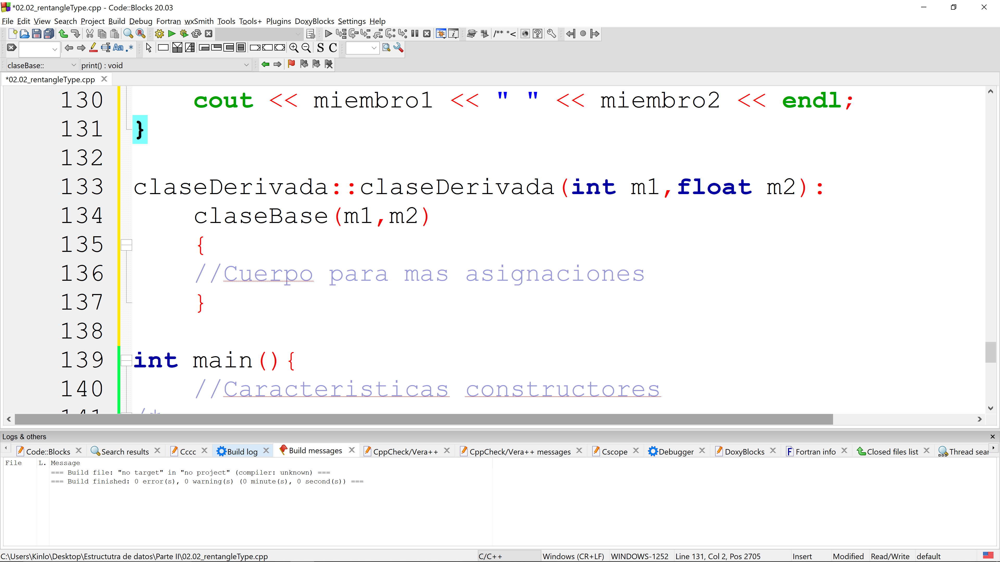 *02.02_rentangleType.cpp - Code::Blocks 20.03
File Edit View Search Project Build Debug Fortran wxSmith Tools Tools+ Plugins DoxyBlocks Settings Help
/** *<
Aa .* S C
claseBase:: print() : void
*02.02_rentangleType.cpp
130 cout << miembro1 << " " << miembro2 << endl;
131 }
132
133 claseDerivada::claseDerivada(int m1,float m2):
134 claseBase(m1,m2)
135 {
136 //Cuerpo para mas asignaciones
137 }
138
139 int main(){
140 //Caracteristicas constructores
141 /*
Logs & others
Code::Blocks Search results Cccc Build log Build messages CppCheck/Vera++ CppCheck/Vera++ messages Cscope Debugger DoxyBlocks Fortran info Closed files list Thread sear
File L. Message
=== Build file: "no target" in "no project" (compiler: unknown) ===
=== Build finished: 0 error(s), 0 warning(s) (0 minute(s), 0 second(s)) ===
C:\Users\Kinlo\Desktop\Estructutra de datos\Parte II\02.02_rentangleType.cpp C/C++ Windows (CR+LF) WINDOWS-1252 Line 131, Col 2, Pos 2705 Insert Modified Read/Write default